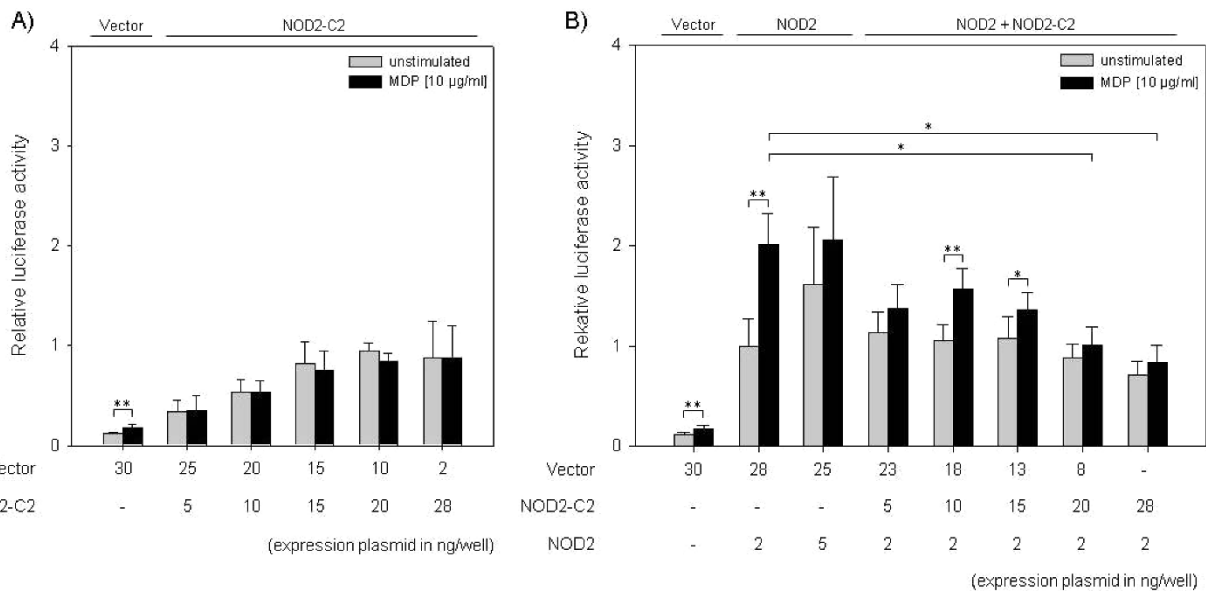 A)
Vector NOD2-C2
4
unstimulated
MDP [10 µg/ml]
3
2
1
0
Relative luciferase activity
** 
ector 30 25 20 15 10 2
2-C2 - 5 10 15 20 28
(expression plasmid in ng/well)
B)
Vector NOD2 NOD2 + NOD2-C2
4
unstimulated
MDP [10 µg/ml]
3
2
1
0
Rekative luciferase activity
*
*
**
**
*
**
Vector 30 28 25 23 18 13 8 -
NOD2-C2 - - - 5 10 15 20 28
NOD2 - 2 5 2 2 2 2 2
(expression plasmid in ng/well)